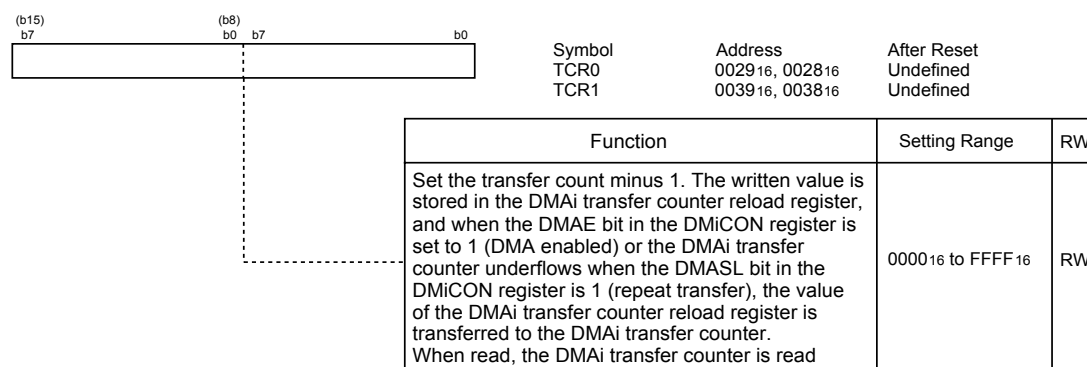 (b15) (b8)
b7 b0 b7 b0
Symbol Address After Reset
TCR0 002916, 002816 Undefined
TCR1 003916, 003816 Undefined
Function Setting Range RW
Set the transfer count minus 1. The written value is
stored in the DMAi transfer counter reload register,
and when the DMAE bit in the DMiCON register is
set to 1 (DMA enabled) or the DMAi transfer
counter underflows when the DMASL bit in the
DMiCON register is 1 (repeat transfer), the value
of the DMAi transfer counter reload register is
transferred to the DMAi transfer counter.
When read, the DMAi transfer counter is read
000016 to FFFF16 RW